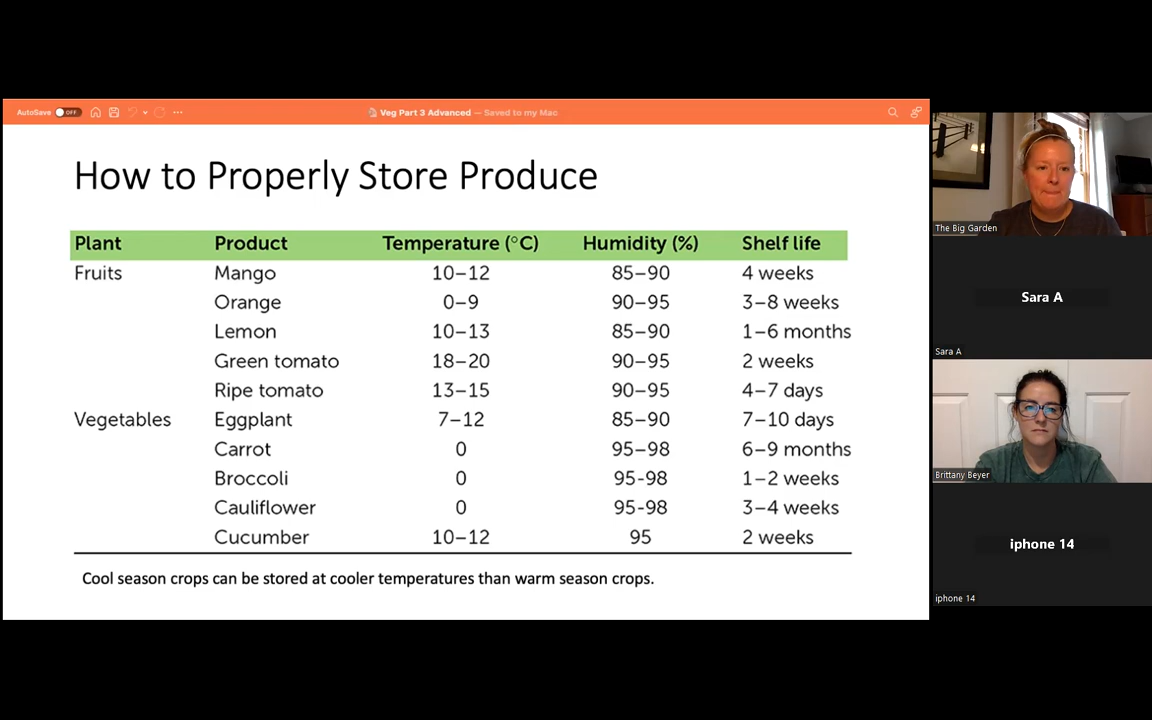 AutoSave OFF
Veg Part 3 Advanced — Saved to my Mac
How to Properly Store Produce
Plant Product Temperature (°C) Humidity (%) Shelf life
Fruits Mango 10–12 85–90 4 weeks
Orange 0–9 90–95 3–8 weeks
Lemon 10–13 85–90 1–6 months
Green tomato 18–20 90–95 2 weeks
Ripe tomato 13–15 90–95 4–7 days
Vegetables Eggplant 7–12 85–90 7–10 days
Carrot 0 95–98 6–9 months
Broccoli 0 95-98 1–2 weeks
Cauliflower 0 95-98 3–4 weeks
Cucumber 10–12 95 2 weeks
Cool season crops can be stored at cooler temperatures than warm season crops.
The Big Garden
Sara A
Sara A
Brittany Beyer
iphone 14
iphone 14